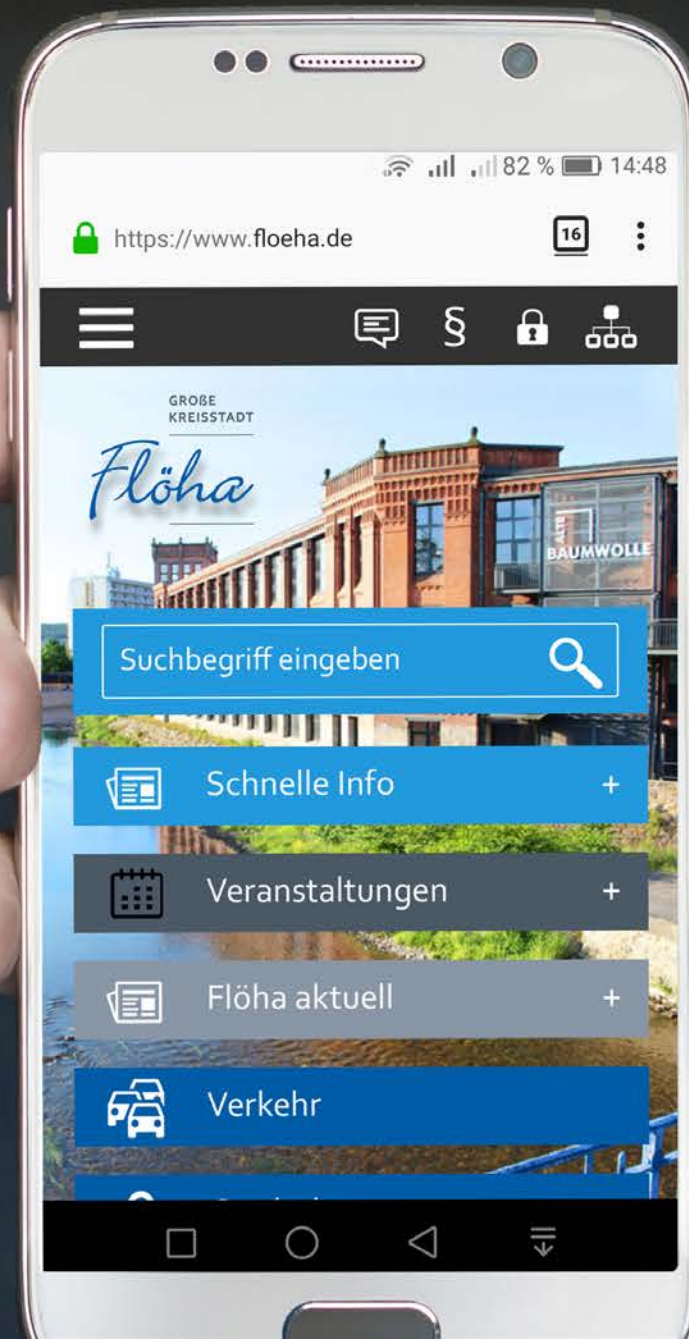 82 % 14:48
https://www.floeha.de 16
§
GROßE
KREISSTADT
Flöha
ALTE
BAUMWOLLE
Suchbegriff eingeben
Schnelle Info +
Veranstaltungen +
Flöha aktuell +
Verkehr